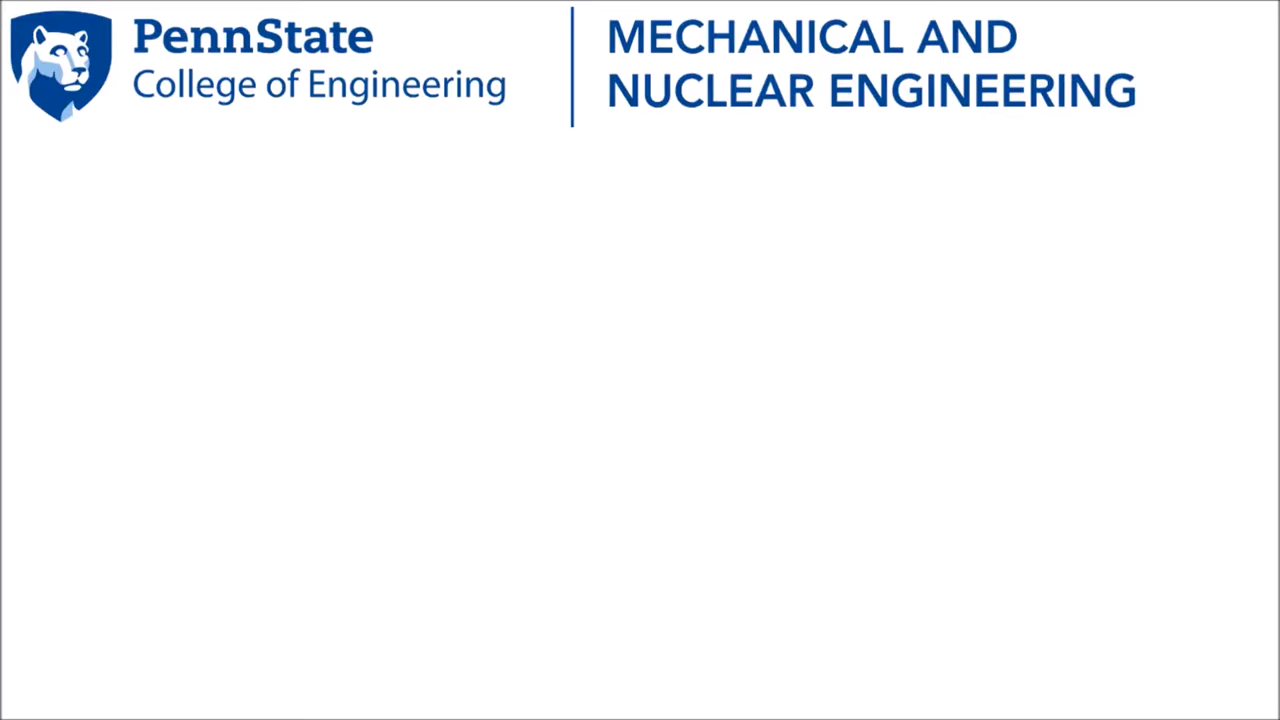 PennState
College of Engineering
MECHANICAL AND
NUCLEAR ENGINEERING